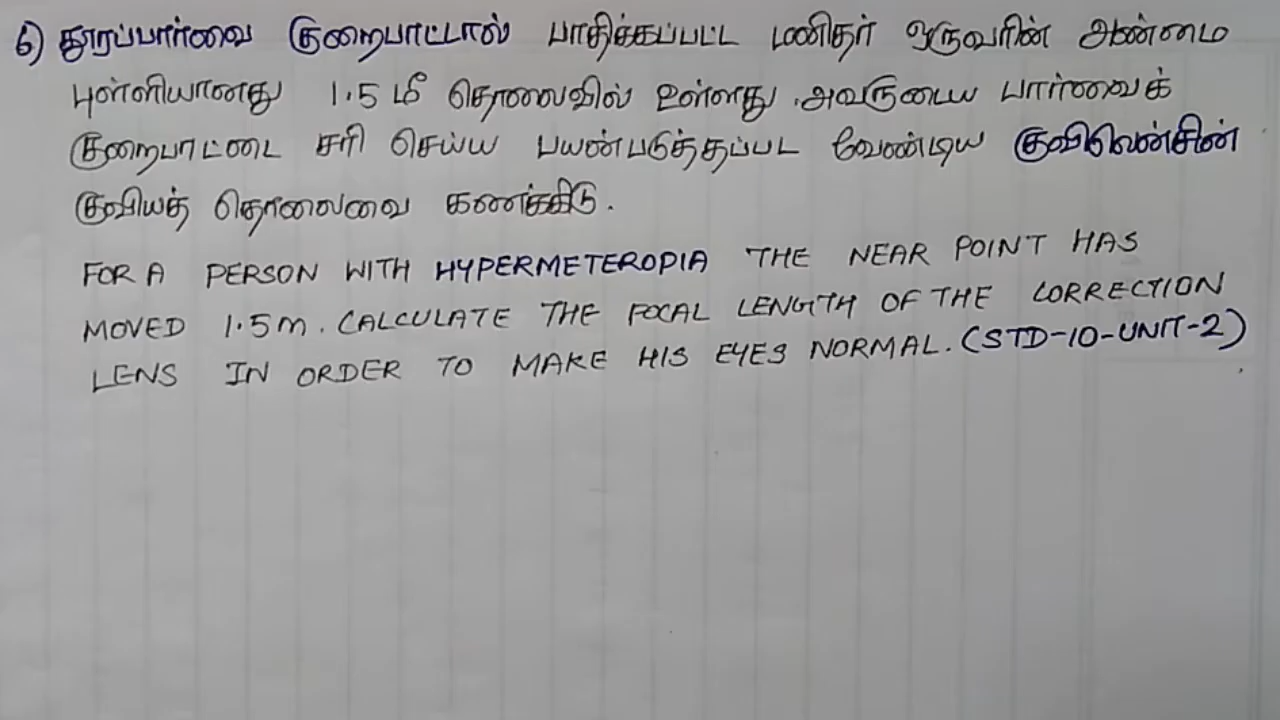 6) தூரப்பார்வை குறைபாட்டால் பாதிக்கப்பட்ட மனிதர் ஒருவரின் அண்மை
புள்ளியானது 1.5 மீ தொலைவில் உள்ளது. அவருடைய பார்வைக்
குறைபாட்டை சரி செய்ய பயன்படுத்தப்பட வேண்டிய குவிலென்சின்
குவியத் தொலைவை கணக்கிடு.
FOR A PERSON WITH HYPERMETEROPIA THE NEAR POINT HAS
MOVED 1.5m. CALCULATE THE FOCAL LENGTH OF THE CORRECTION
LENS IN ORDER TO MAKE HIS EYES NORMAL. (STD-10-UNIT-2)